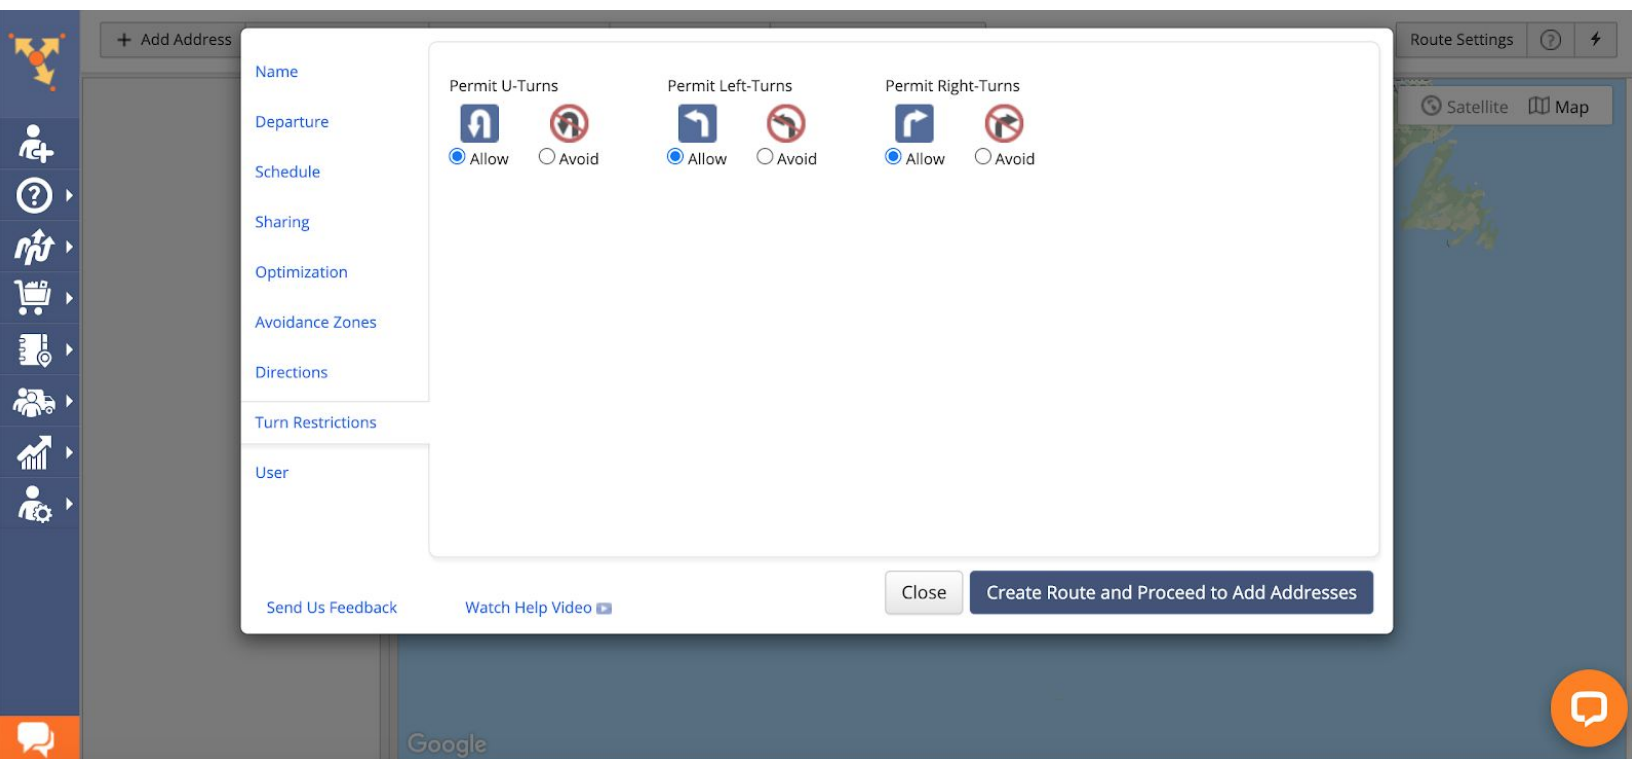 + Add Address
Route Settings
Satellite Map
Name
Departure
Schedule
Sharing
Optimization
Avoidance Zones
Directions
Turn Restrictions
User
Permit U-Turns Permit Left-Turns Permit Right-Turns
Allow Avoid Allow Avoid Allow Avoid
Send Us Feedback Watch Help Video
Close Create Route and Proceed to Add Addresses
Google